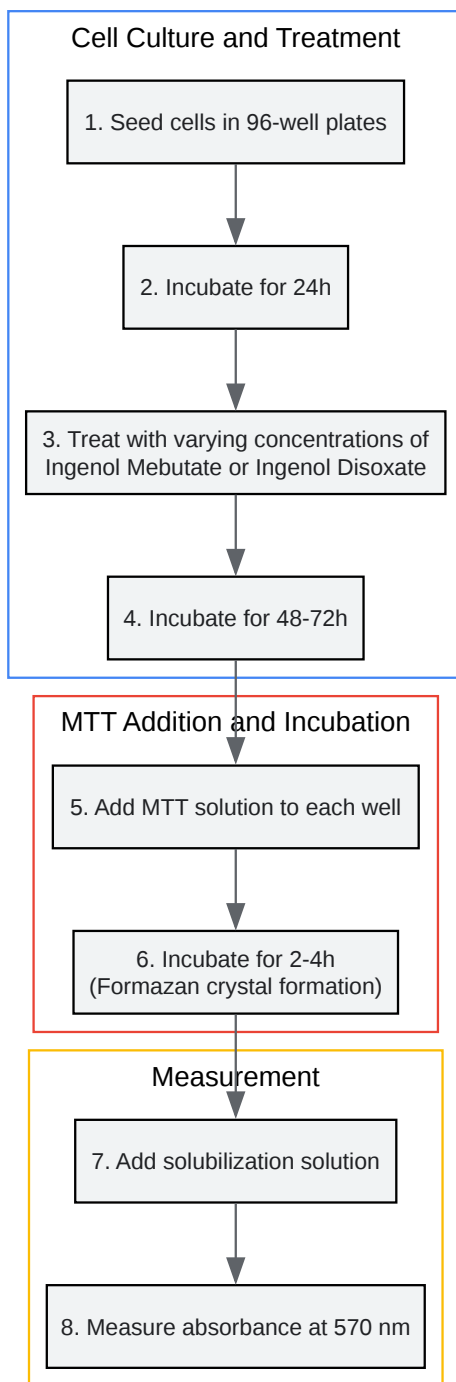 Cell Culture and Treatment
1. Seed cells in 96-well plates
2. Incubate for 24h
3. Treat with varying concentrations of
Ingenol Mebutate or Ingenol Disoxate
4. Incubate for 48-72h
MTT Addition and Incubation
5. Add MTT solution to each well
6. Incubate for 2-4h
(Formazan crystal formation)
Measurement
7. Add solubilization solution
8. Measure absorbance at 570 nm